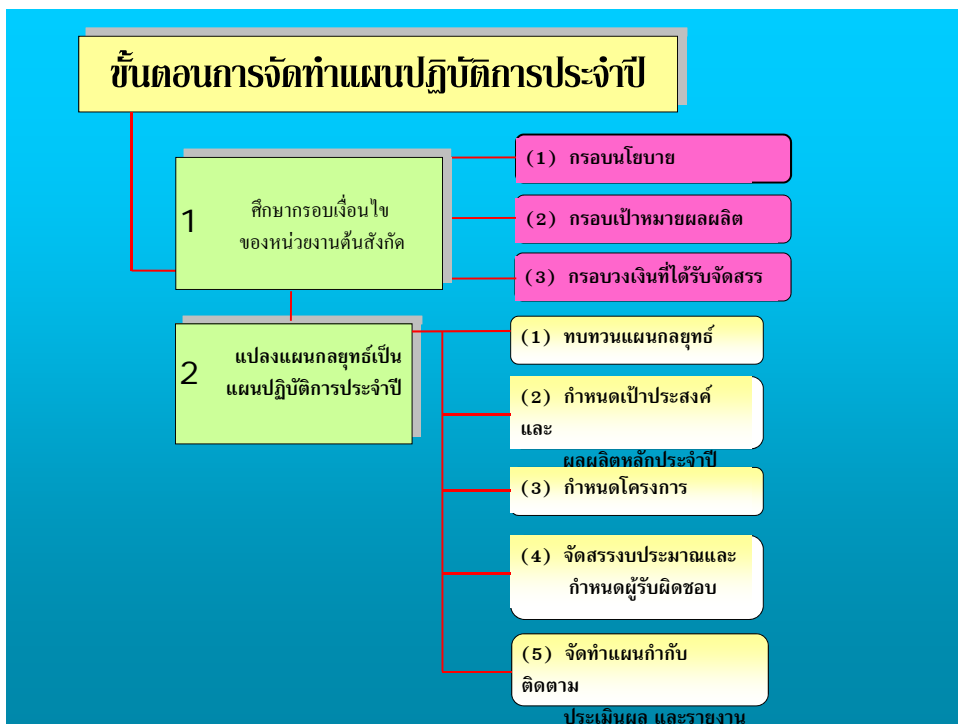 ขั้นตอนการจัดทำแผนปฏิบัติการประจำปี
1
ศึกษากรอบเงื่อนไข
ของหน่วยงานต้นสังกัด
(1) กรอบนโยบาย
(2) กรอบเป้าหมายผลผลิต
(3) กรอบวงเงินที่ได้รับจัดสรร
2
แปลงแผนกลยุทธ์เป็น
แผนปฏิบัติการประจำปี
(1) ทบทวนแผนกลยุทธ์
(2) กำหนดเป้าประสงค์
และ
ผลผลิตหลักประจำปี
(3) กำหนดโครงการ
(4) จัดสรรงบประมาณและ
กำหนดผู้รับผิดชอบ
(5) จัดทำแผนกำกับ
ติดตาม
ประเมินผล และรายงาน